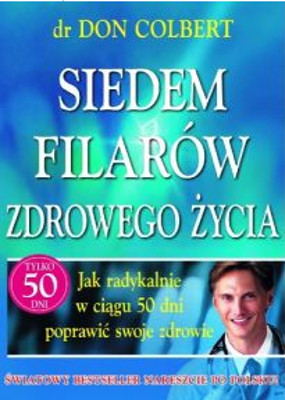 dr DON COLBERT
SIEDEM
FILARÓW
ZDROWEGO ŻYCIA
TYLKO
50
DNI
Jak radykalnie
w ciągu 50 dni
poprawić swoje zdrowie
ŚWIATOWY BESTSELLER NARESZCIE PO POLSKU!